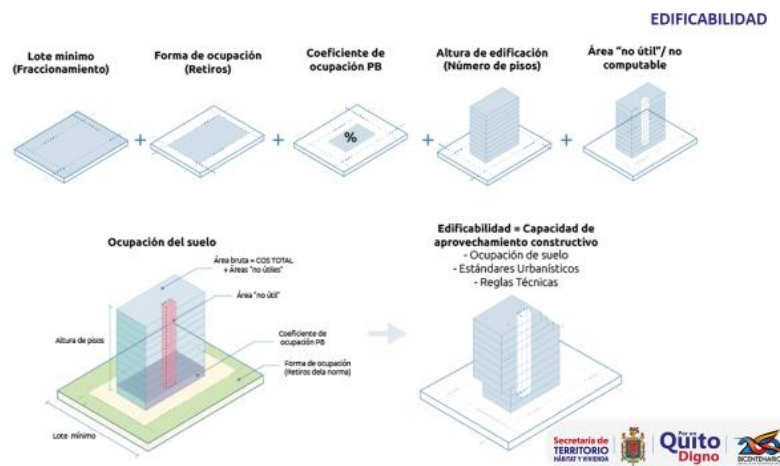 EDIFICABILIDAD
Lote mínimo
(Fraccionamiento)
Forma de ocupación
(Retiros)
Coeficiente de
ocupación PB
Altura de edificación
(Número de pisos)
Área "no útil"/ no
computable
+
+
%
+
+
Ocupación del suelo
Área bruta = COS TOTAL
+ Áreas "no útiles"
Área "no útil"
Altura de pisos
Coeficiente de
ocupación PB
Forma de ocupación
(Retiros dela norma)
Lote mínimo
Edificabilidad = Capacidad de
aprovechamiento constructivo
- Ocupación de suelo
- Estándares Urbanísticos
- Reglas Técnicas
Secretaría de
TERRITORIO
HÁBITAT Y VIVIENDA
Por un
Quito
Digno
BICENTENARIO